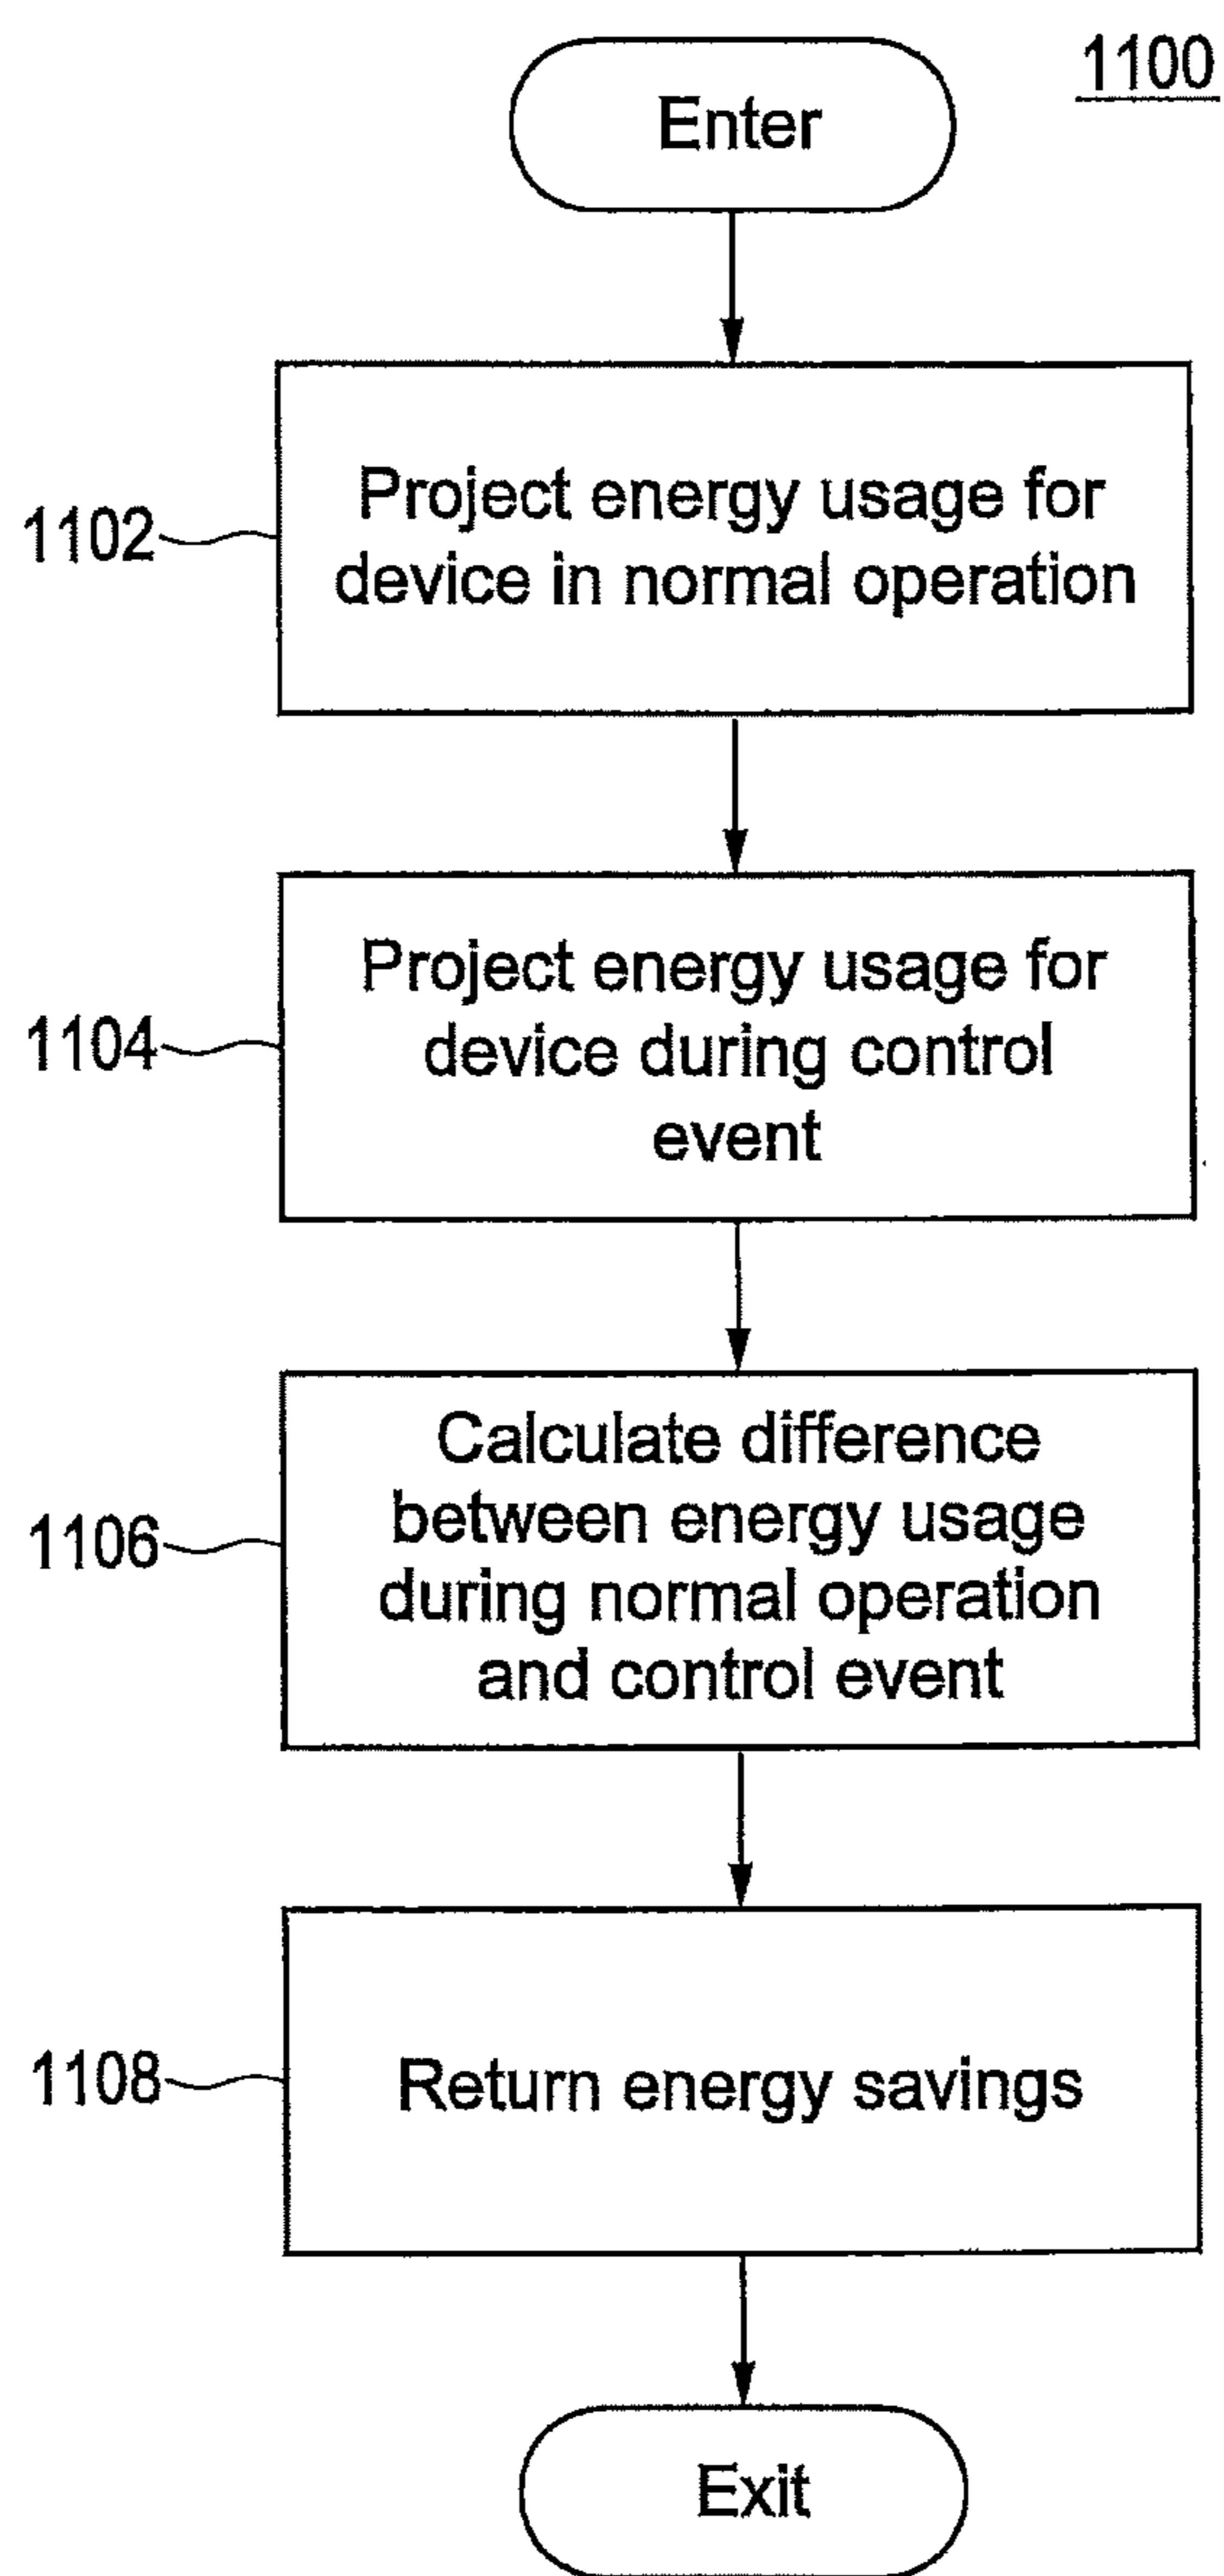 1100
Enter
1102
Project energy usage for
device in normal operation
1104
Project energy usage for
device during control
event
1106
Calculate difference
between energy usage
during normal operation
and control event
1108
Return energy savings
Exit